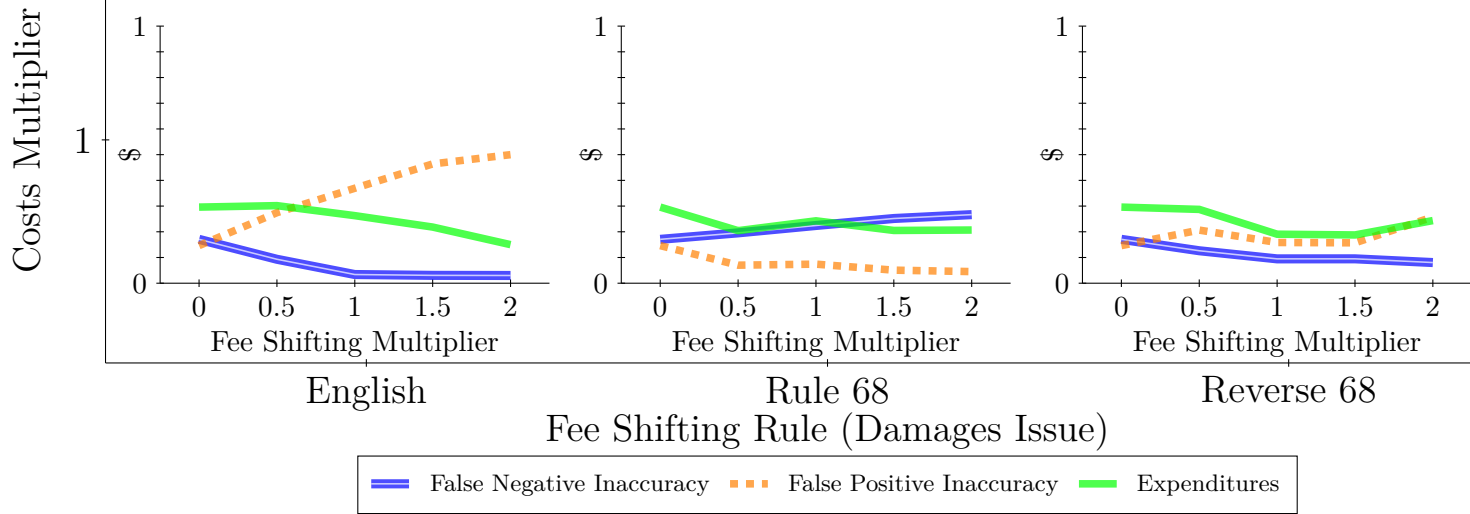 Costs Multiplier
1
1
$
0
0 0.5 1 1.5 2
Fee Shifting Multiplier
1
$
0
0 0.5 1 1.5 2
Fee Shifting Multiplier
1
$
0
0 0.5 1 1.5 2
Fee Shifting Multiplier
English Rule 68 Reverse 68
Fee Shifting Rule (Damages Issue)
False Negative Inaccuracy False Positive Inaccuracy Expenditures